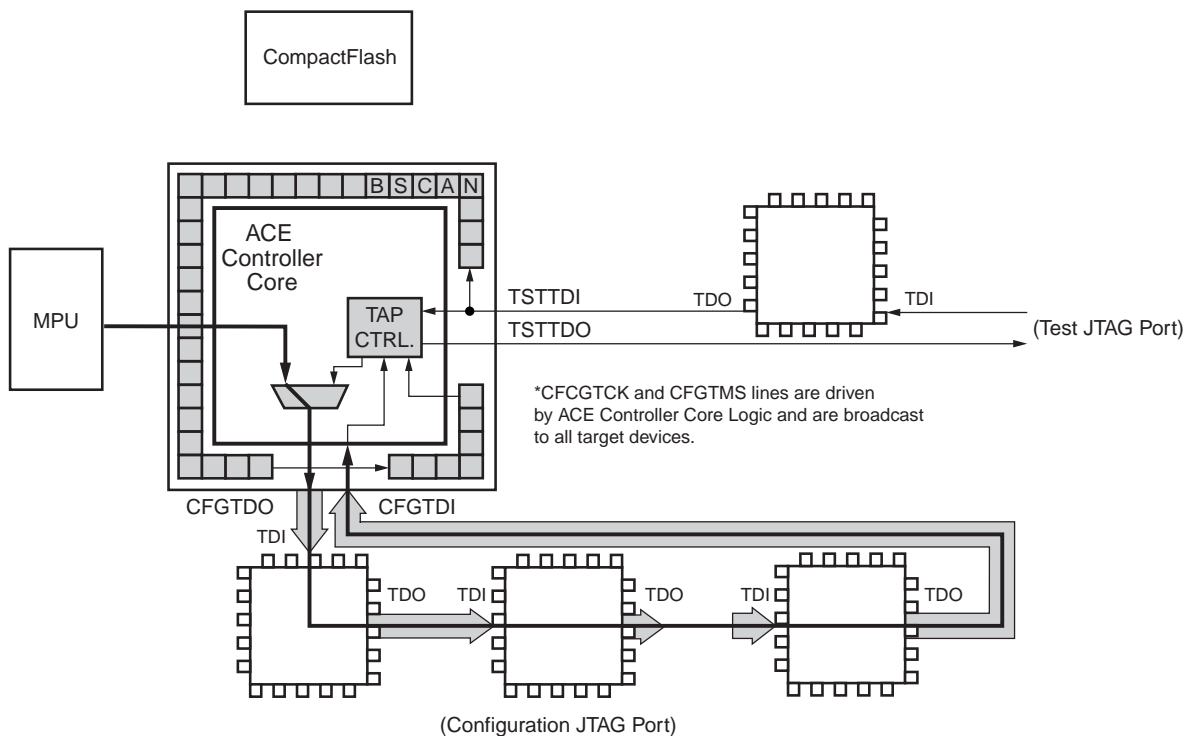 CompactFlash
B S C A N
ACE
Controller
Core
MPU
TAP
CTRL.
TSTTDI
TSTTDO
TDO
TDI
(Test JTAG Port)
*CFCGTCK and CFGTMS lines are driven
by ACE Controller Core Logic and are broadcast
to all target devices.
CFGTDO
CFGTDI
TDI
TDO
TDI
TDO
TDI
TDO
(Configuration JTAG Port)